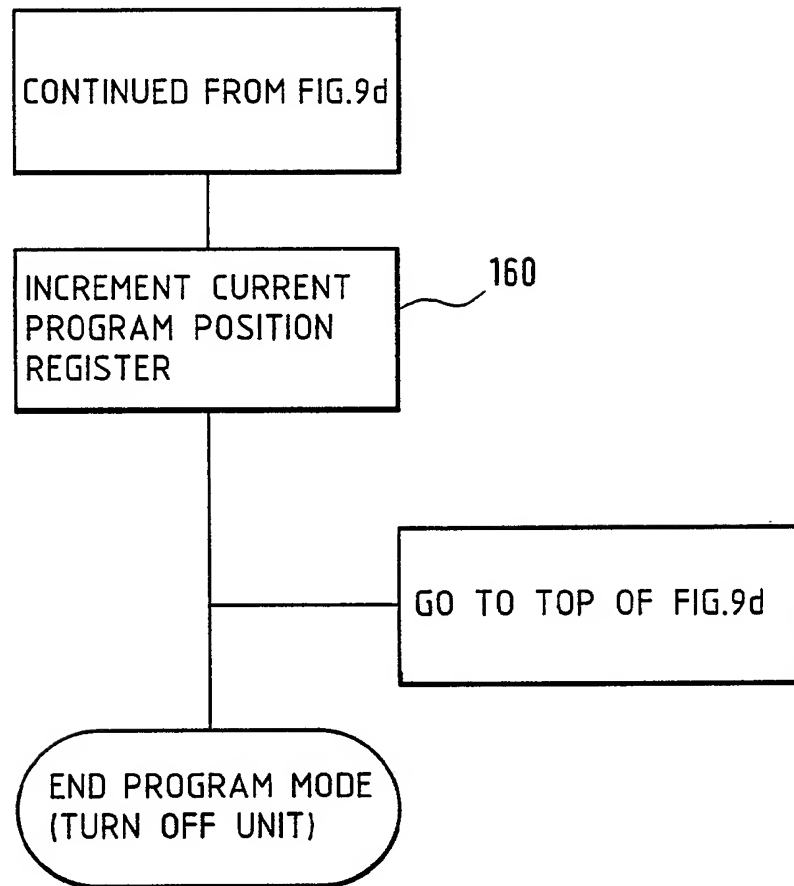 CONTINUED FROM FIG.9d
INCREMENT CURRENT
PROGRAM POSITION
REGISTER
160
GO TO TOP OF FIG.9d
END PROGRAM MODE
(TURN OFF UNIT)